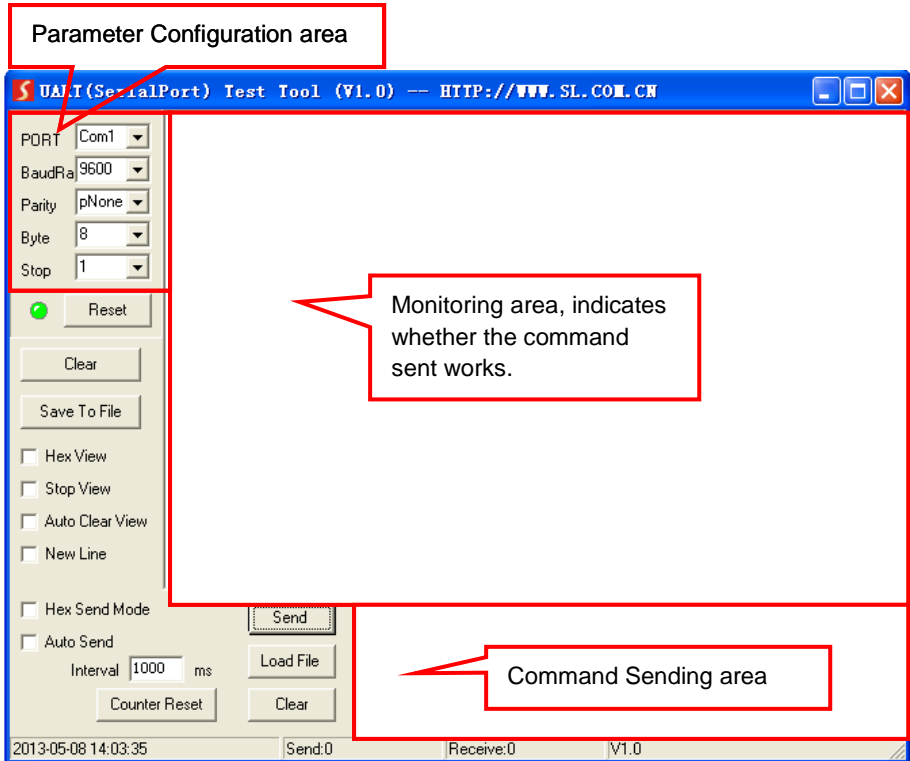 Parameter Configuration area
UART(SerialPort) Test Tool (V1.0) -- HTTP://WWW.SL.COM.CN
PORT Com1
BaudRa 9600
Parity pNone
Byte 8
Stop 1
Reset
Monitoring area, indicates
whether the command
sent works.
Clear
Save To File
Hex View
Stop View
Auto Clear View
New Line
Hex Send Mode
Send
Auto Send
Interval 1000 ms
Load File
Command Sending area
Counter Reset
Clear
2013-05-08 14:03:35 Send:0 Receive:0 V1.0